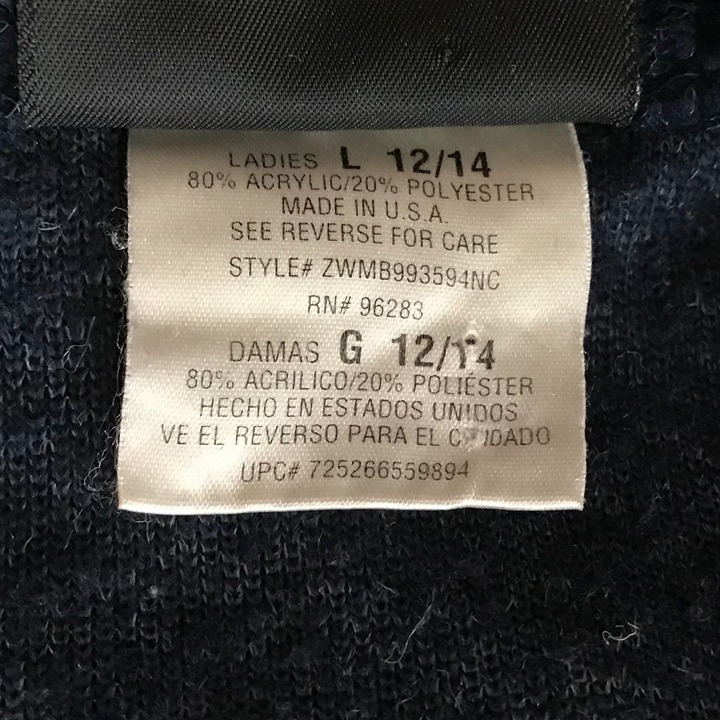 LADIES L 12/14
80% ACRYLIC/20% POLYESTER
MADE IN U.S.A.
SEE REVERSE FOR CARE
STYLE# ZWMB993594NC
RN# 96283
DAMAS G 12/14
80% ACRILICO/20% POLIÉSTER
HECHO EN ESTADOS UNIDOS
VE EL REVERSO PARA EL CUIDADO
UPC# 725266559894